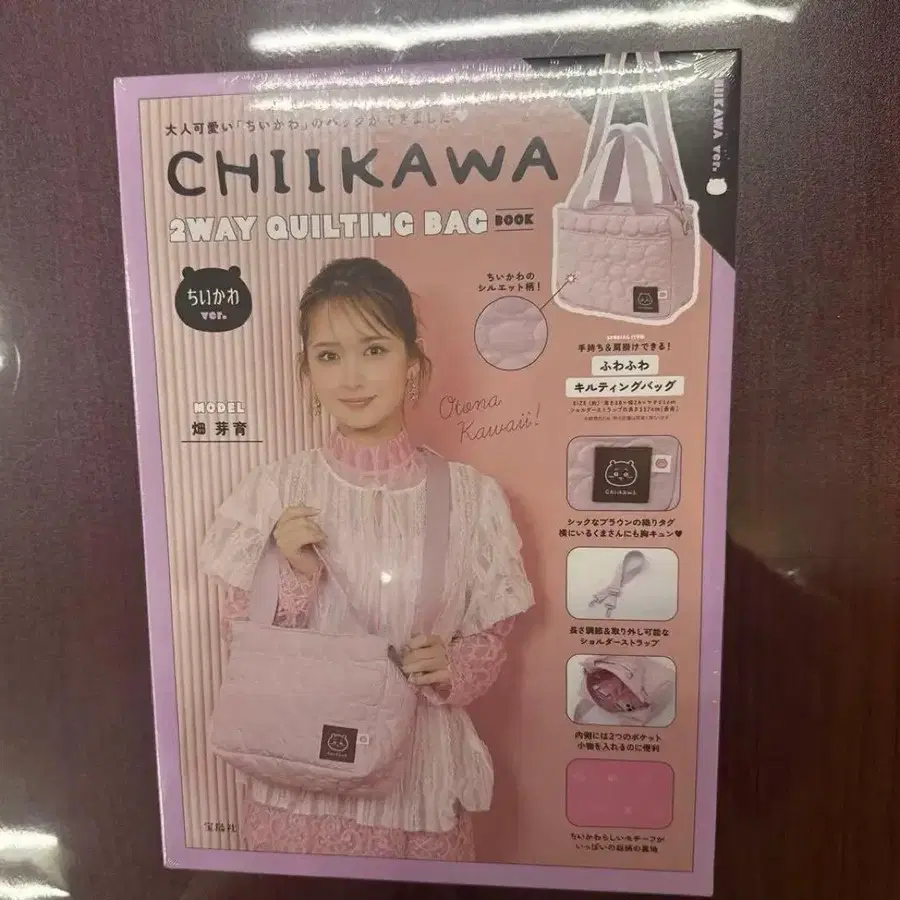 大人可愛い「ちいかわ」のバッグができました
CHIIKAWA
2WAY QUILTING BAG BOOK
ちいかわ
ver.
MODEL
畑 芽育
Otona
Kawaii!
宝島社
CHIIKAWA ver.
ちいかわの
シルエット柄！
SPECIAL ITEM
手持ち＆肩掛けできる！
ふわふわ
キルティングバッグ
CHIIKAWA
シックなブラウンの織りタグ
横にいるくまさんにも胸キュン♥
長さ調節＆取り外し可能な
ショルダーストラップ
内側には2つのポケット
小物を入れるのに便利
ちいかわらしいモチーフが
いっぱいの総柄の裏地